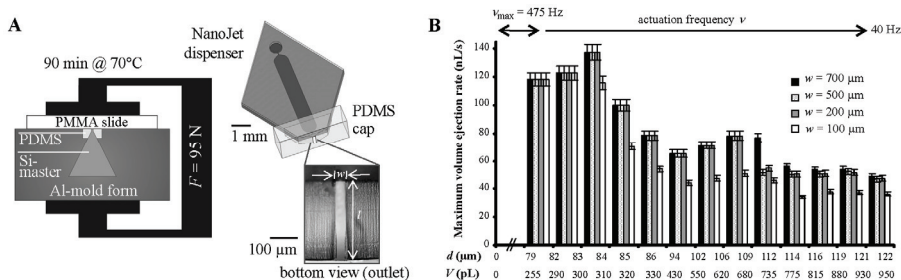 A
90 min @ 70°C
PMMA slide
PDMS
Si-
master
Al-mold form
F = 95 N
NanoJet
dispenser
PDMS
cap
1 mm
w
l
100 µm
bottom view (outlet)
B
νmax = 475 Hz
actuation frequency ν
40 Hz
Maximum volume ejection rate (nL/s)
140
120
100
80
60
40
20
0
w = 700 µm
w = 500 µm
w = 200 µm
w = 100 µm
d (µm) 0 79 82 83 84 85 86 94 102 106 109 112 114 116 119 121 122
V (pL) 0 255 290 300 310 320 330 430 550 620 680 735 775 815 880 930 950